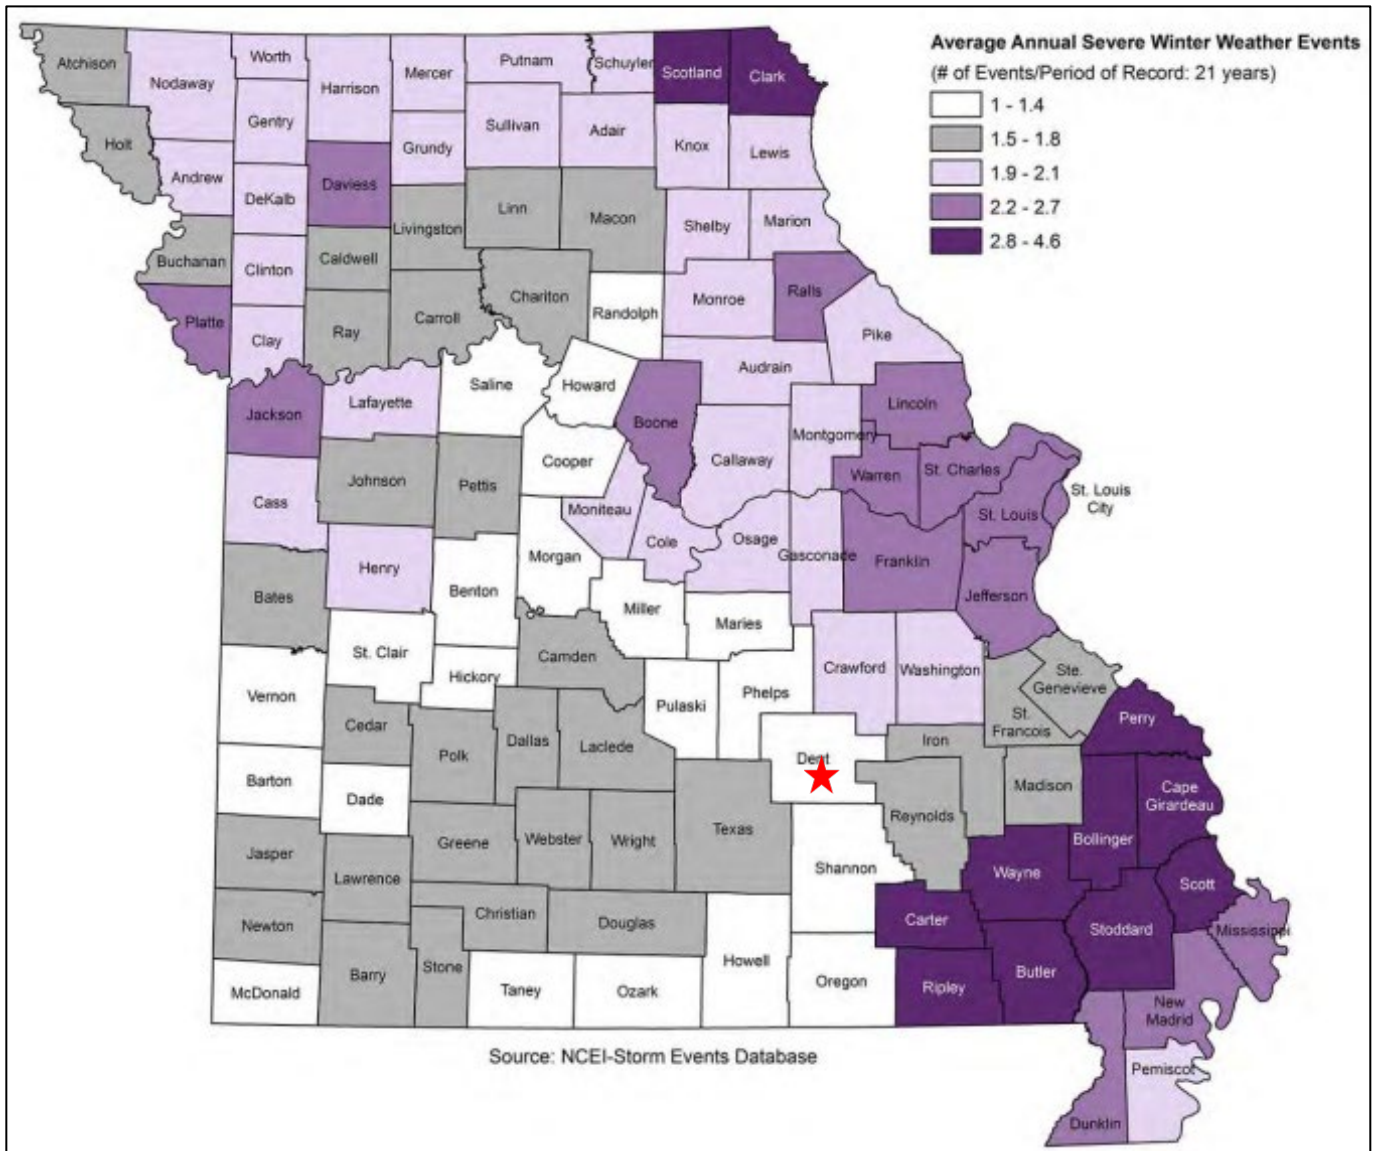 Average Annual Severe Winter Weather Events
(# of Events/Period of Record: 21 years)
1 - 1.4
1.5 - 1.8
1.9 - 2.1
2.2 - 2.7
2.8 - 4.6
Atchison
Nodaway
Worth
Harrison
Mercer
Putnam
Schuyler
Scotland
Clark
Holt
Gentry
Grundy
Sullivan
Adair
Knox
Lewis
Andrew
DeKalb
Daviess
Livingston
Linn
Macon
Shelby
Marion
Buchanan
Clinton
Caldwell
Chariton
Randolph
Monroe
Ralls
Pike
Platte
Clay
Ray
Carroll
Audrain
Jackson
Lafayette
Saline
Howard
Boone
Callaway
Montgomery
Lincoln
Cass
Johnson
Pettis
Cooper
Moniteau
Cole
Osage
Gasconade
Warren
St. Charles
St. Louis
St. Louis
City
Franklin
Jefferson
Bates
Henry
Benton
Morgan
Miller
Maries
Vernon
St. Clair
Hickory
Camden
Pulaski
Phelps
Crawford
Washington
St.
Francois
Ste.
Genevieve
Perry
Barton
Cedar
Polk
Dallas
Laclede
Dent
Iron
Madison
Cape
Girardeau
Dade
Jasper
Greene
Webster
Wright
Texas
Reynolds
Bollinger
Lawrence
Shannon
Wayne
Scott
Newton
Christian
Douglas
Carter
Stoddard
Mississippi
McDonald
Barry
Stone
Taney
Ozark
Howell
Oregon
Ripley
Butler
New
Madrid
Pemiscot
Dunklin
Source: NCEI-Storm Events Database